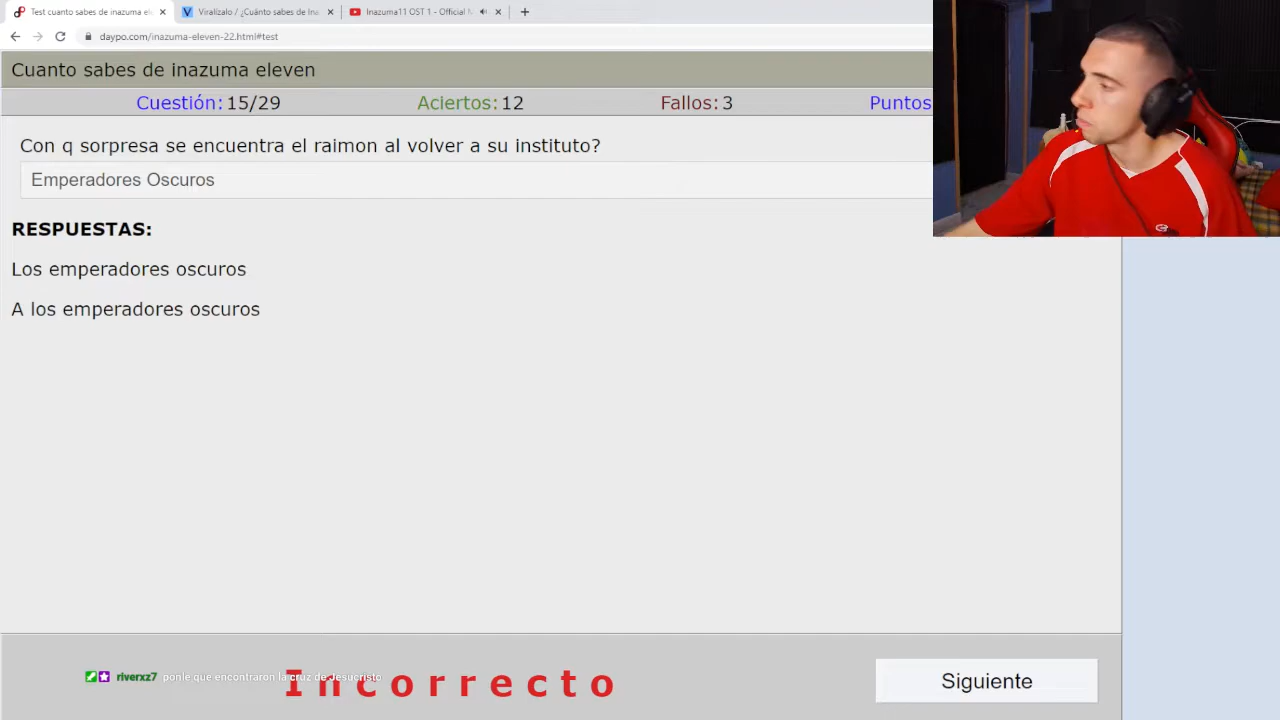 Test cuanto sabes de inazuma ele
Viralízalo / ¿Cuánto sabes de Ina
Inazuma11 OST 1 - Official M
daypo.com/inazuma-eleven-22.html#test
Cuanto sabes de inazuma eleven
Cuestión: 15/29 Aciertos: 12 Fallos: 3 Puntos
Con q sorpresa se encuentra el raimon al volver a su instituto?
Emperadores Oscuros
RESPUESTAS:
Los emperadores oscuros
A los emperadores oscuros
riverxz7 ponle que encontraron la cruz de Jesucristo
Incorrecto
Siguiente